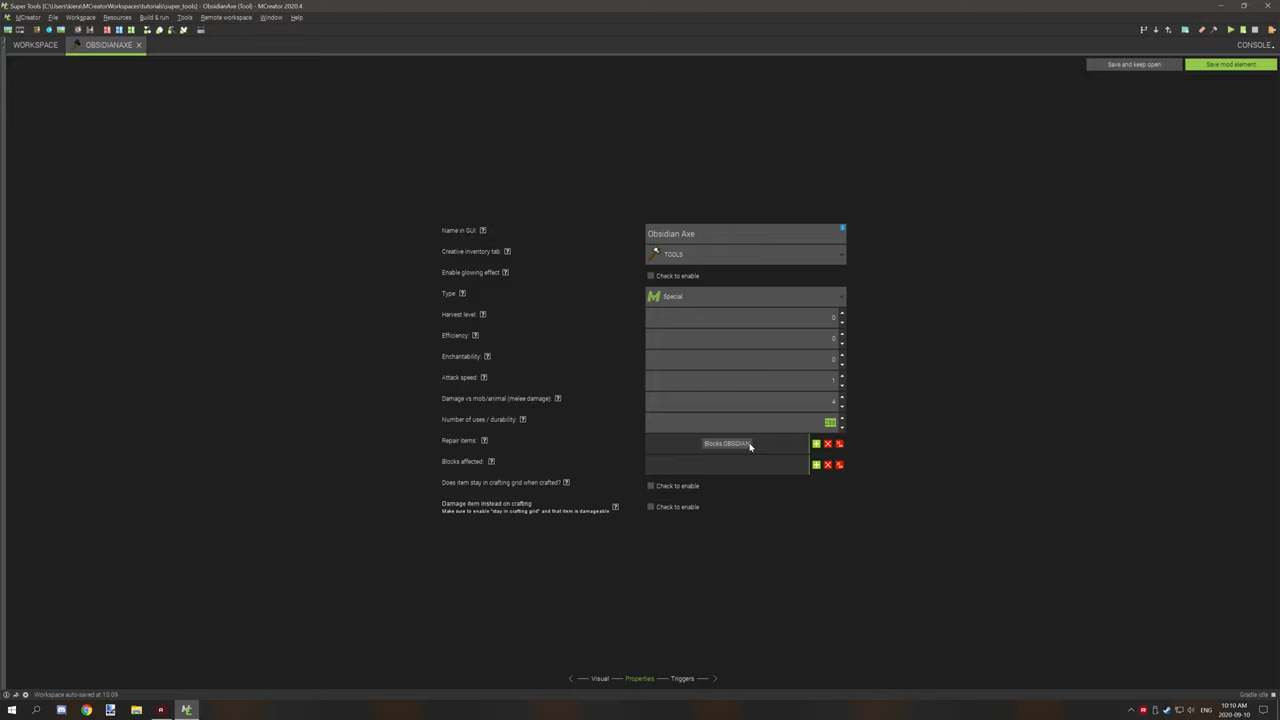 Super Tools [C:\Users\kiera\MCreatorWorkspaces\tutorials\super_tools] - ObsidianAxe (Tool) - MCreator 2020.4
MCreator File Workspace Resources Build & run Tools Remote workspace Window Help
WORKSPACE OBSIDIANAXE CONSOLE
Save and keep open Save mod element
Name in GUI: ? Obsidian Axe
Creative inventory tab: ? TOOLS
Enable glowing effect ? Check to enable
Type: ? Special
Harvest level: ? 0
Efficiency: ? 0
Enchantability: ? 0
Attack speed: ? 1
Damage vs mob/animal (melee damage): ? 4
Number of uses / durability: ?
Repair items: ? Blocks.OBSIDIAN
Blocks affected: ?
Does item stay in crafting grid when crafted? ? Check to enable
Damage item instead on crafting ? Check to enable
Make sure to enable "stay in crafting grid" and that item is damageable
Visual Properties Triggers
Workspace auto-saved at 10:09 Gradle idle
ENG 10:10 AM
2020-09-10